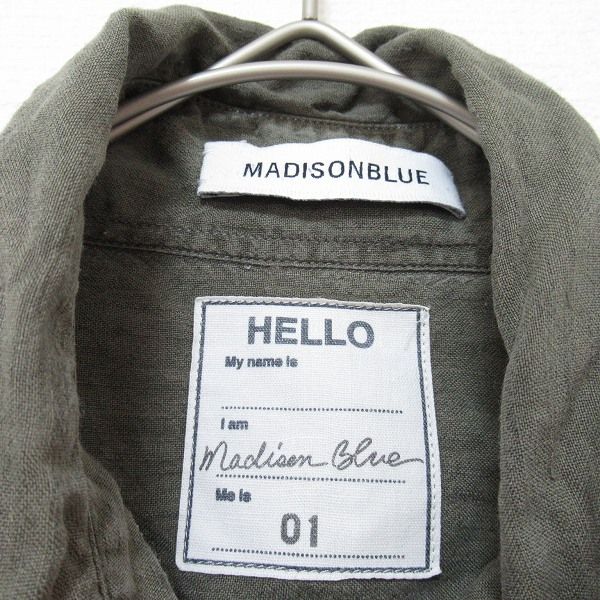 MADISONBLUE
HELLO
My name is
I am
Madison Blue
Me is
01